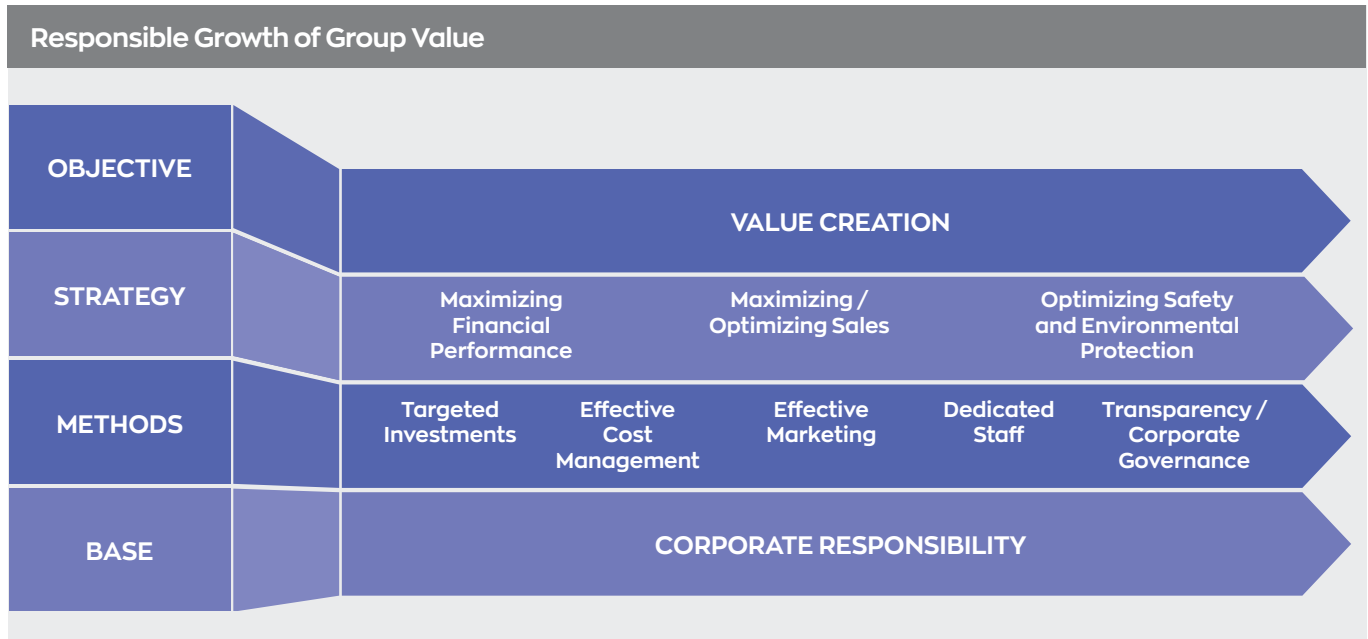 Responsible Growth of Group Value
OBJECTIVE
VALUE CREATION
STRATEGY
Maximizing
Financial
Performance
Maximizing /
Optimizing Sales
Optimizing Safety
and Environmental
Protection
METHODS
Targeted
Investments
Effective
Cost
Management
Effective
Marketing
Dedicated
Staff
Transparency /
Corporate
Governance
BASE
CORPORATE RESPONSIBILITY